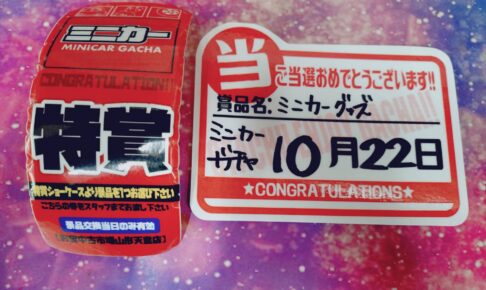 ミニカー
MINICAR GACHA
CONGRATULATION!!
特賞
特賞ショーケースより景品を1つお選び下さい
こちらの券をスタッフまでお渡し下さい
景品交換当日のみ有効
山形天童店】
当
ご当選おめでとうございます!!
賞品名:ミニカーグッズ
ミニカー
ガチャ
10月22日
★CONGRATULATIONS★